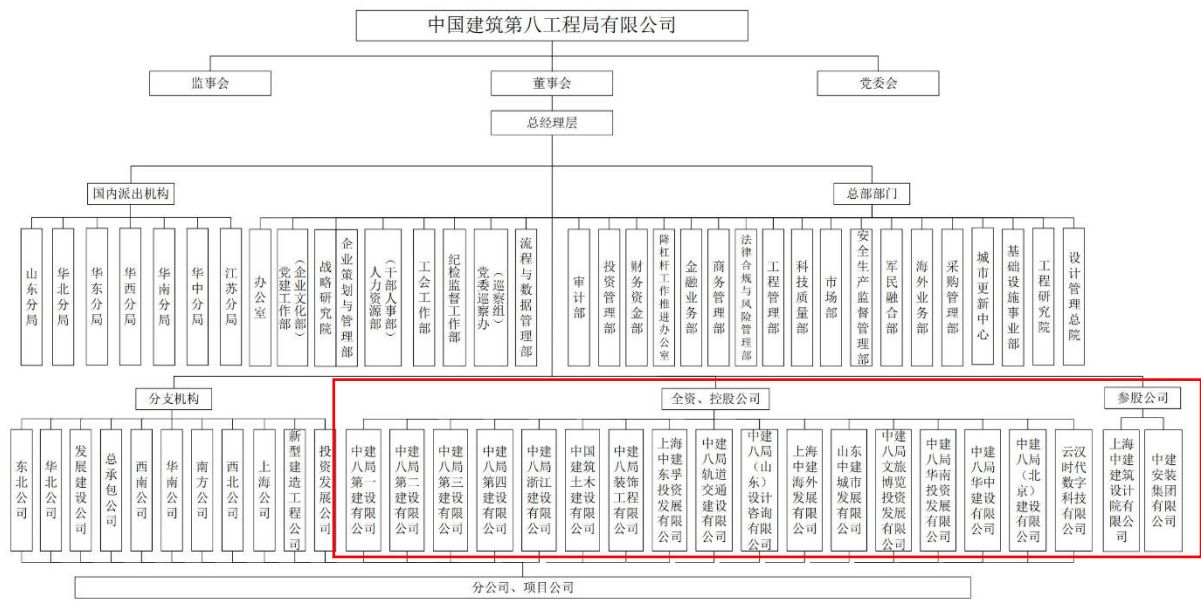 中国建筑第八工程局有限公司
监事会
董事会
党委会
总经理层
国内派出机构
总部部门
山东分局
华北分局
华东分局
华西分局
华南分局
华中分局
江苏分局
办公室
党建工作部
（企业文化部）
战略研究院
企业策划与管理部
人力资源部
（干部人事部）
工会工作部
纪检监督工作部
党委巡察办
（巡察组）
流程与数据管理部
审计部
投资管理部
财务资金部
降杠杆工作推进办公室
金融业务部
商务管理部
法律合规与风险管理部
工程管理部
科技质量部
市场部
安全生产监督管理部
军民融合部
海外业务部
采购管理部
城市更新中心
基础设施事业部
工程研究院
设计管理总院
分支机构
全资、控股公司
参股公司
东北公司
华北公司
发展建设公司
总承包公司
西南公司
华南公司
南方公司
西北公司
上海公司
新型建造工程公司
投资发展公司
中建八局第一建设有限公司
中建八局第二建设有限公司
中建八局第三建设有限公司
中建八局第四建设有限公司
中建八局浙江建设有限公司
中国建筑土木建设有限公司
中建八局装饰工程有限公司
上海中建东孚投资发展有限公司
中建八局轨道交通建设有限公司
中建八局（山东）设计咨询有限公司
上海中建海外发展有限公司
山东中建城市发展有限公司
中建八局文旅博览投资发展有限公司
中建八局华南投资发展有限公司
中建八局华中建设有限公司
中建八局（北京）建设有限公司
云汉时代数字科技有限公司
上海中建建筑设计院有限公司
中建安装集团有限公司
分公司、项目公司